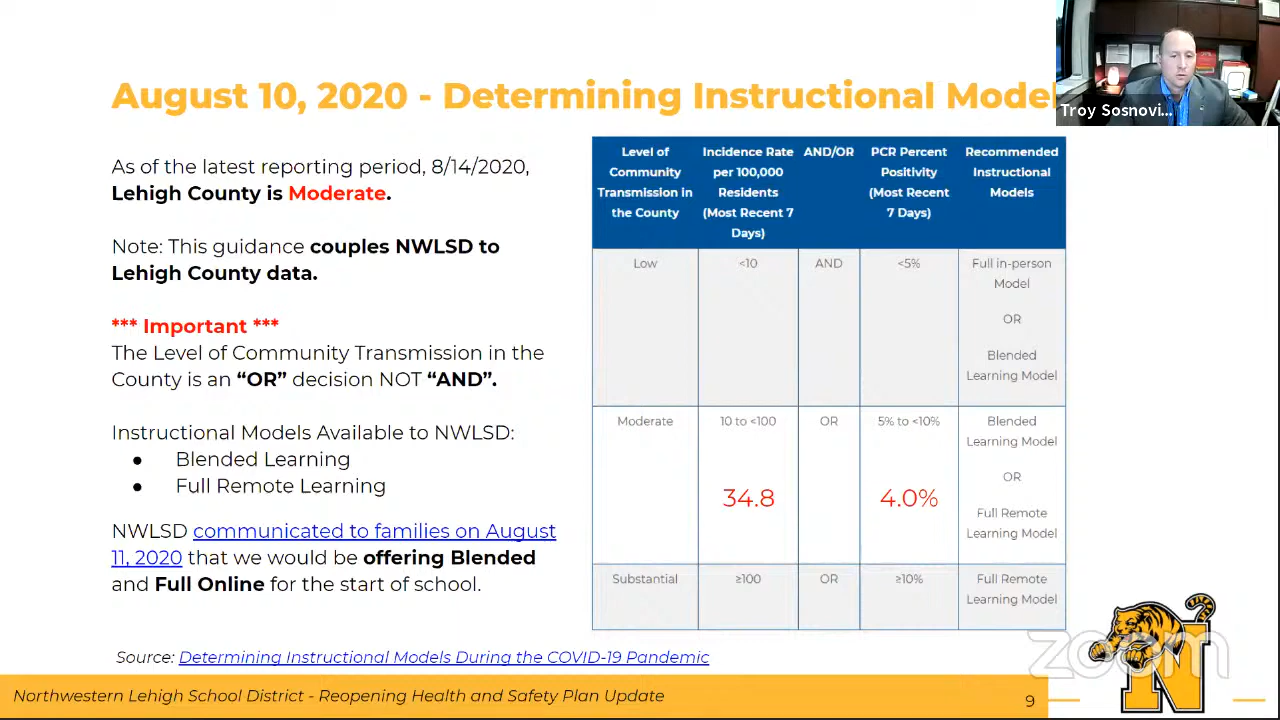 August 10, 2020 - Determining Instructional Model
Troy Sosnovi...
As of the latest reporting period, 8/14/2020,
Lehigh County is Moderate.
Note: This guidance couples NWLSD to
Lehigh County data.
*** Important ***
The Level of Community Transmission in the
County is an “OR” decision NOT “AND”.
Instructional Models Available to NWLSD:
● Blended Learning
● Full Remote Learning
NWLSD communicated to families on August
11, 2020 that we would be offering Blended
and Full Online for the start of school.
Level of
Community
Transmission in
the County
Incidence Rate
per 100,000
Residents
(Most Recent 7
Days)
AND/OR
PCR Percent
Positivity
(Most Recent
7 Days)
Recommended
Instructional
Models
Low
<10
AND
<5%
Full in-person
Model
OR
Blended
Learning Model
Moderate
10 to <100
34.8
OR
5% to <10%
4.0%
Blended
Learning Model
OR
Full Remote
Learning Model
Substantial
≥100
OR
≥10%
Full Remote
Learning Model
Source: Determining Instructional Models During the COVID-19 Pandemic
Northwestern Lehigh School District - Reopening Health and Safety Plan Update
9
zoom
N